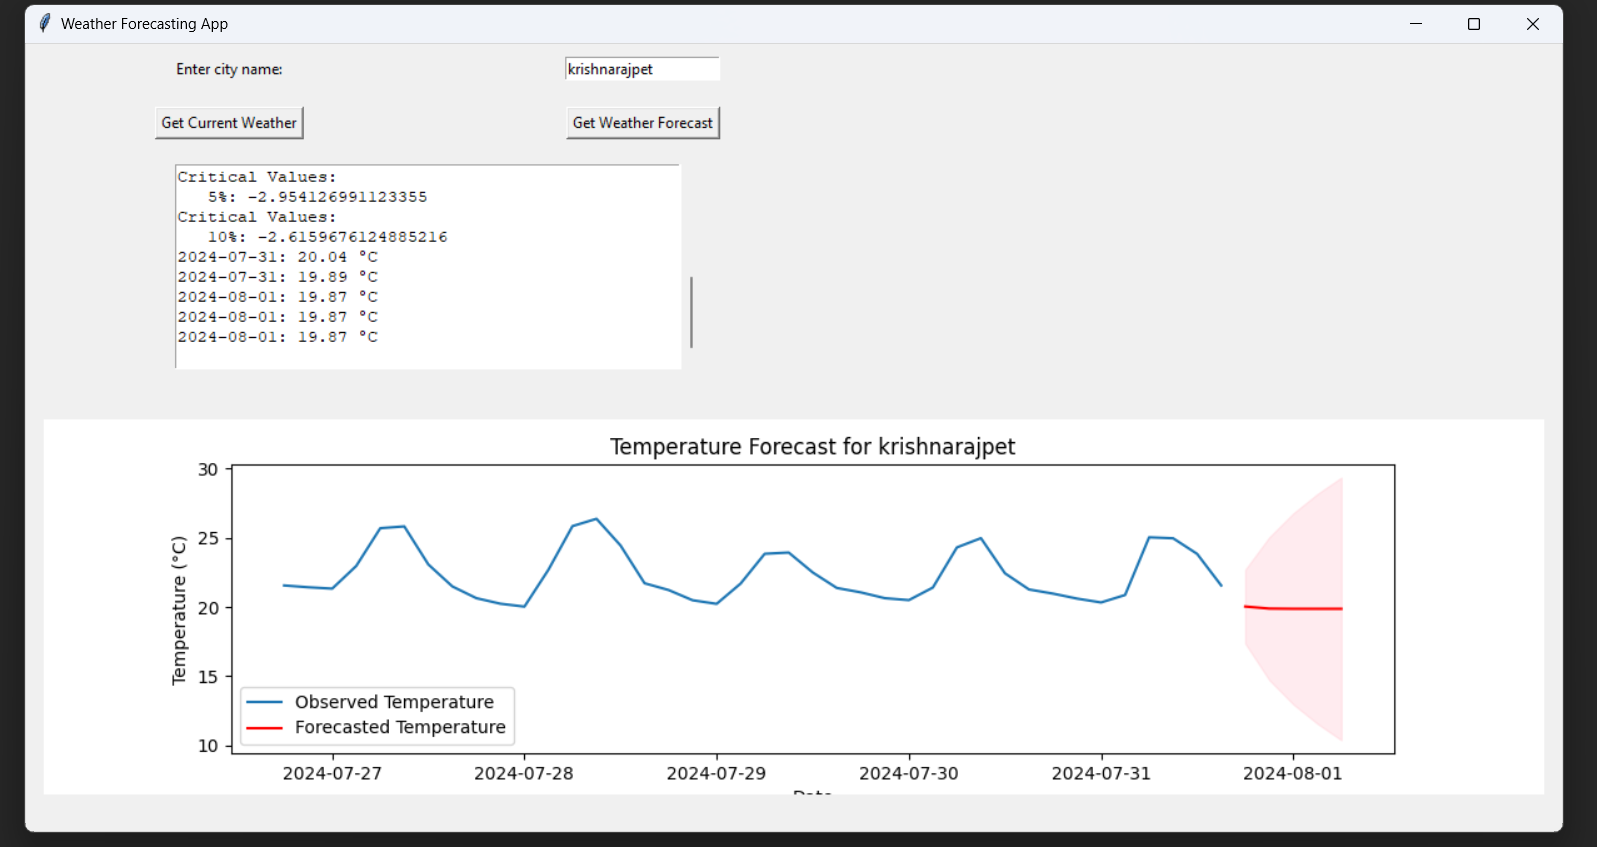 Weather Forecasting App
Enter city name:
krishnarajpet
Get Current Weather
Get Weather Forecast
Critical Values:
   5%: -2.954126991123355
Critical Values:
   10%: -2.6159676124885216
2024-07-31: 20.04 °C
2024-07-31: 19.89 °C
2024-08-01: 19.87 °C
2024-08-01: 19.87 °C
2024-08-01: 19.87 °C
Temperature Forecast for krishnarajpet
Temperature (°C)
30
25
20
15
10
Observed Temperature
Forecasted Temperature
2024-07-27
2024-07-28
2024-07-29
2024-07-30
2024-07-31
2024-08-01